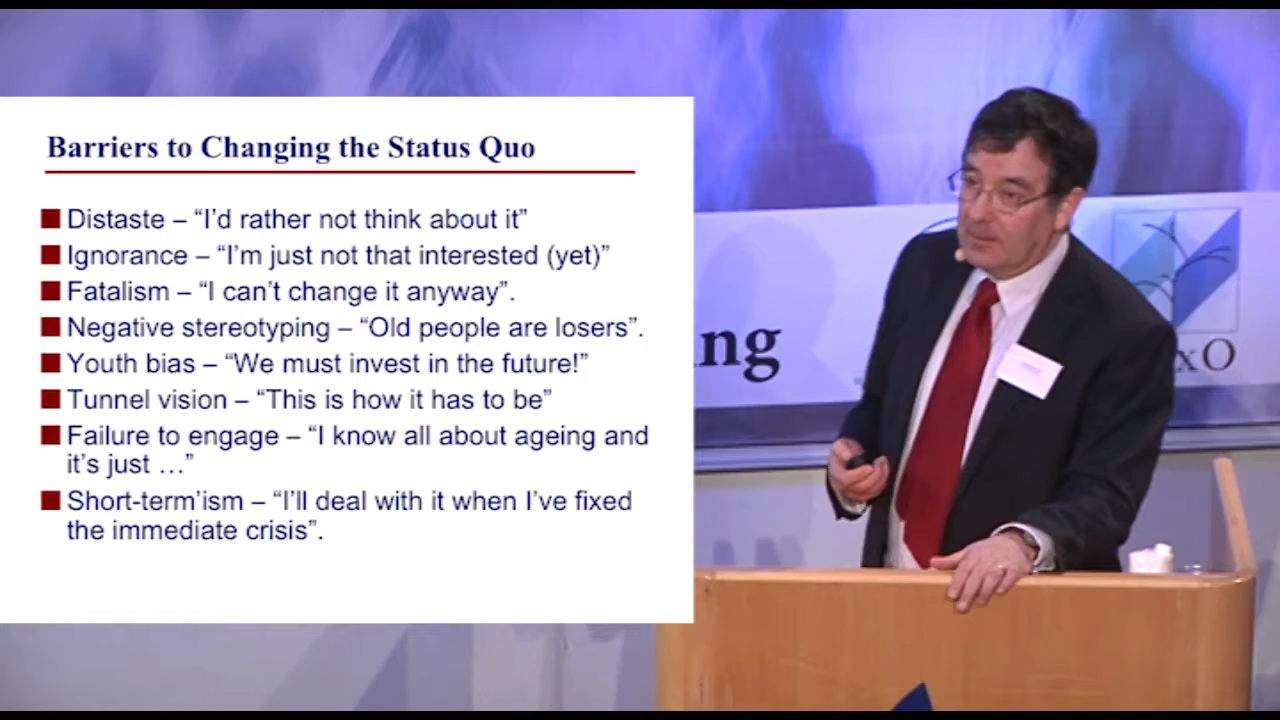 Barriers to Changing the Status Quo
Distaste – “I’d rather not think about it”
Ignorance – “I’m just not that interested (yet)”
Fatalism – “I can’t change it anyway”.
Negative stereotyping – “Old people are losers”.
Youth bias – “We must invest in the future!”
Tunnel vision – “This is how it has to be”
Failure to engage – “I know all about ageing and
it’s just …”
Short-term’ism – “I’ll deal with it when I’ve fixed
the immediate crisis”.
ng
xO